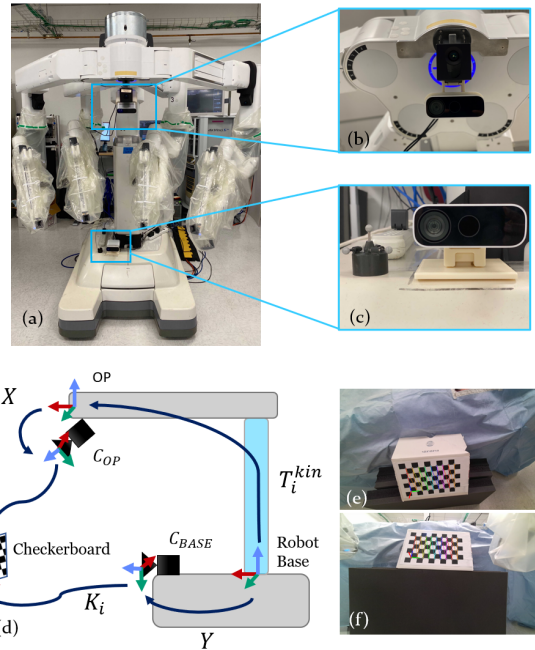 (a)
(b)
(c)
X
OP
C_OP
T_i^kin
C_BASE
Robot
Base
Checkerboard
K_i
Y
(d)
(e)
(f)